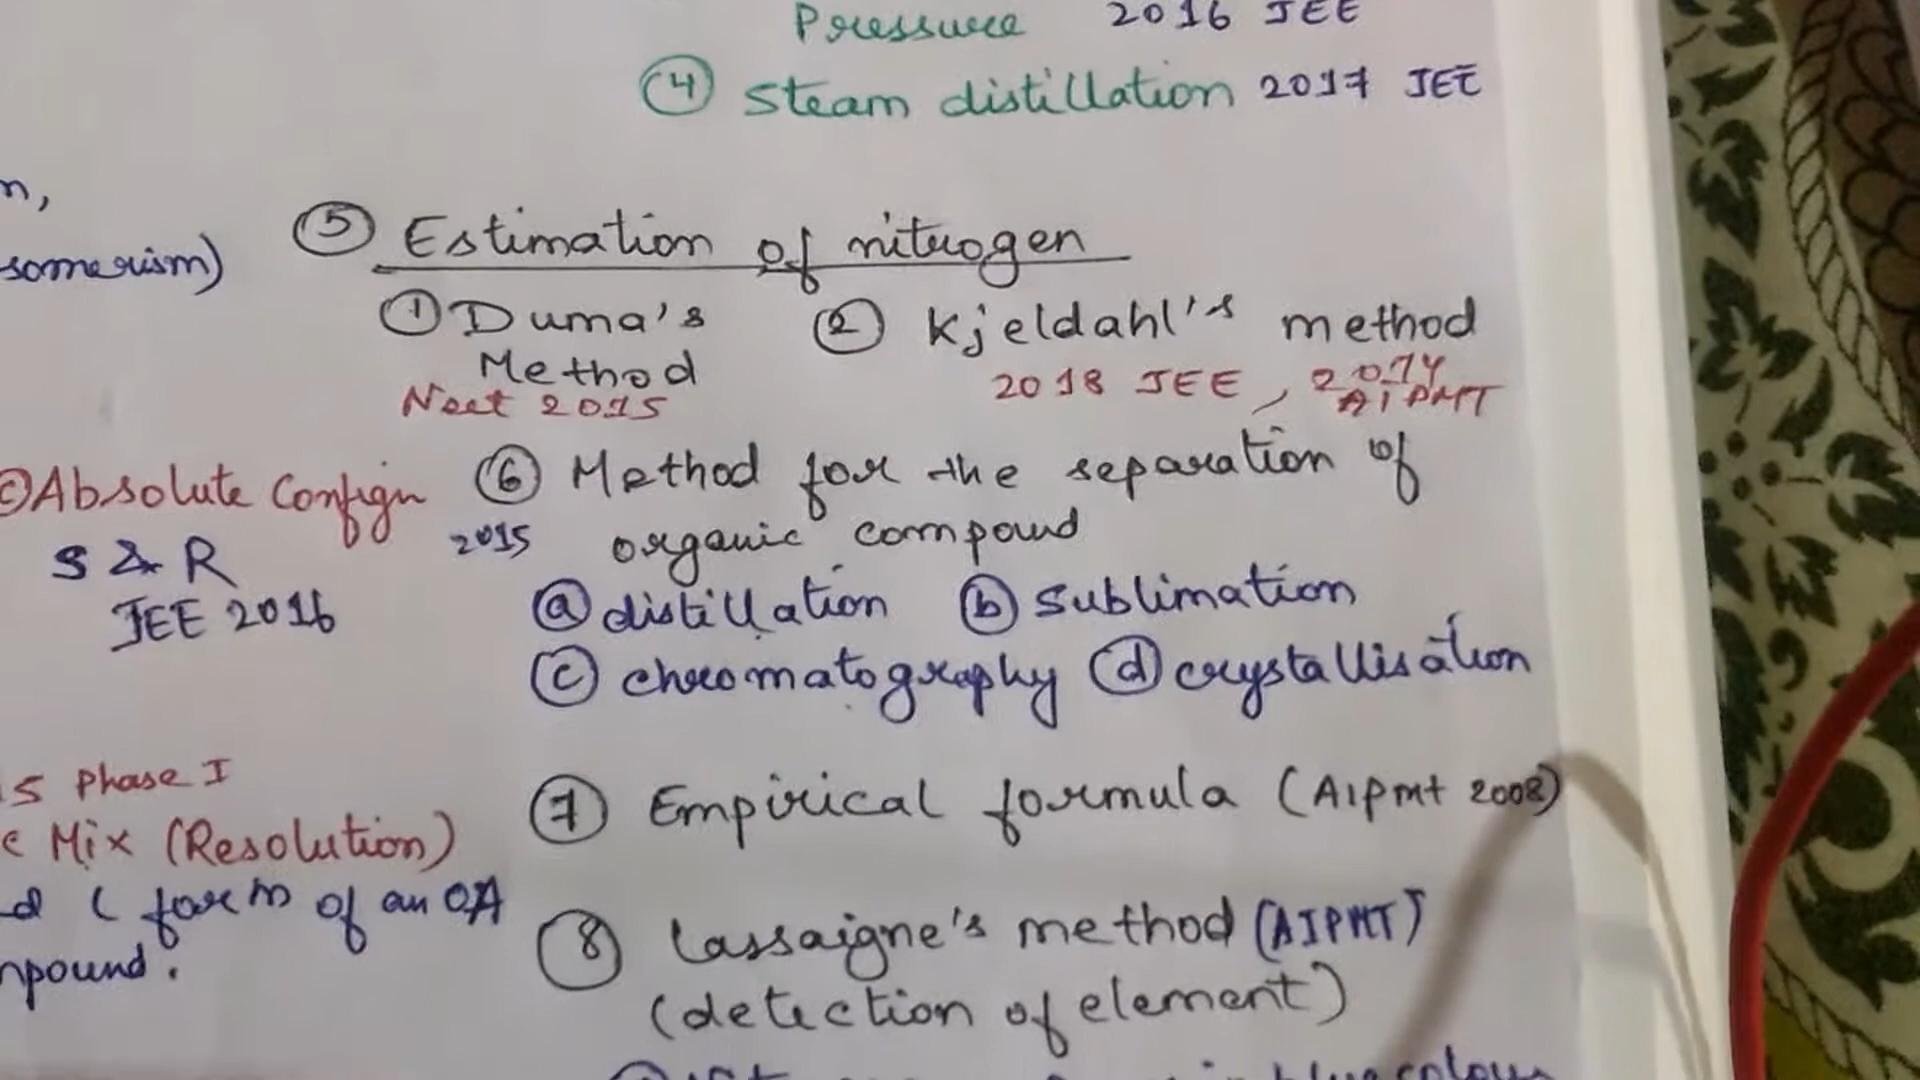 Pressure 2016 JEE
④ Steam distillation 2017 JEE
n,
somerism)
⑤ Estimation of nitrogen
① Duma's Method
Neet 2015
② Kjeldahl's method
2018 JEE, 2014 AIPMT
ⓒ Absolute Confign
S & R 2015
JEE 2016
⑥ Method for the separation of
organic compound
ⓐ distillation ⓑ sublimation
ⓒ chromatography ⓓ crystallisation
5 Phase I
c Mix (Resolution)
d ( form of an OA
mpound.
⑦ Empirical formula (AIPmt 2008)
⑧ Lassaigne's method (AIPMT)
(detection of element)
blue colour